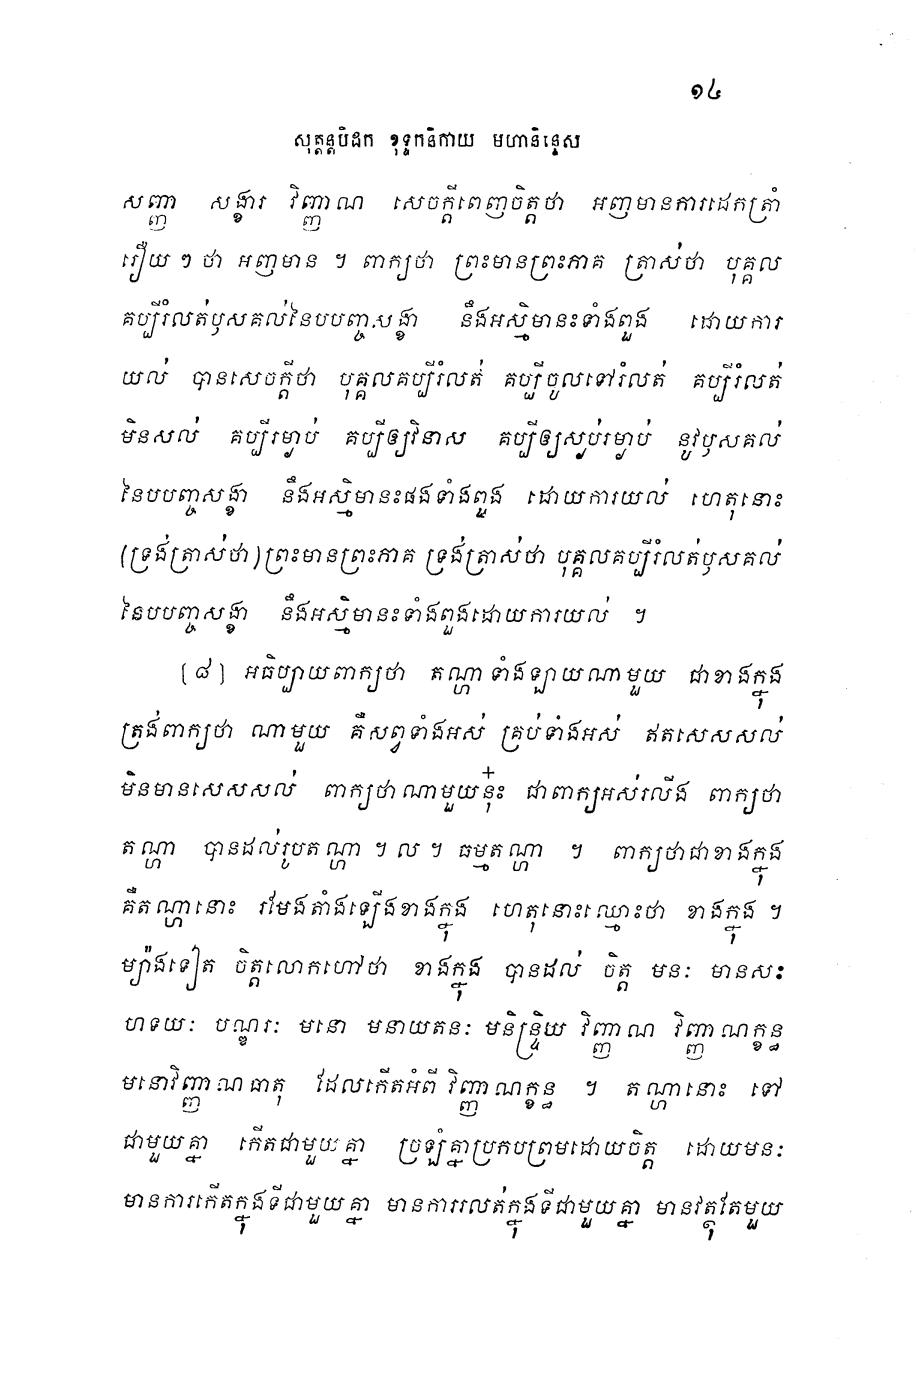 ១៤
សុត្តន្តបិដក ខុទ្ទកនិកាយ មហានិទ្ទេស
សញ្ញា សង្ខារ វិញ្ញាណ សេចក្តីពេញចិត្តថា អញមានការដេកត្រាំ
រឿយ ៗ ថា អញមាន ។ ពាក្យថា ព្រះមានព្រះភាគ ត្រាស់ថា បុគ្គល
គប្បីរំលត់ឫសគល់នៃបបញ្ចសង្ខា នឹងអស្មិមានះទាំងពួង ដោយការ
យល់ បានសេចក្តីថា បុគ្គលគប្បីរំលត់ គប្បីចូលទៅរំលត់ គប្បីរំលត់
មិនសល់ គប្បីរម្ងាប់ គប្បីឲ្យវិនាស គប្បីឲ្យស្ងប់រម្ងាប់ នូវឫសគល់
នៃបបញ្ចសង្ខា នឹងអស្មិមានះផងទាំងពួង ដោយការយល់ ហេតុនោះ
(ទ្រង់ត្រាស់ថា) ព្រះមានព្រះភាគ ទ្រង់ត្រាស់ថា បុគ្គលគប្បីរំលត់ឫសគល់
នៃបបញ្ចសង្ខា នឹងអស្មិមានះទាំងពួងដោយការយល់ ។
[៨] អធិប្បាយពាក្យថា តណ្ហាទាំងឡាយណាមួយ ជាខាងក្នុង
ត្រង់ពាក្យថា ណាមួយ គឺសព្វទាំងអស់ គ្រប់ទាំងអស់ ឥតសេសសល់
មិនមានសេសសល់ ពាក្យថាណាមួយនុ៎ះ ជាពាក្យអស់រលីង ពាក្យថា
តណ្ហា បានដល់រូបតណ្ហា ។ ល ។ ធម្មតណ្ហា ។ ពាក្យថាជាខាងក្នុង
គឺតណ្ហានោះ រមែងតាំងឡើងខាងក្នុង ហេតុនោះឈ្មោះថា ខាងក្នុង ។
ម្យ៉ាងទៀត ចិត្តលោកហៅថា ខាងក្នុង បានដល់ ចិត្ត មនៈ មានសះ
ហទយៈ បណ្ឌរៈ មនោ មនាយតនៈ មនិន្ទ្រិយ វិញ្ញាណ វិញ្ញាណក្ខន្ធ
មនោវិញ្ញាណធាតុ ដែលកើតអំពីវិញ្ញាណក្ខន្ធ ។ តណ្ហានោះ ទៅ
ជាមួយគ្នា កើតជាមួយគ្នា ច្រឡំគ្នាប្រកបព្រមដោយចិត្ត ដោយមនៈ
មានការកើតក្នុងទីជាមួយគ្នា មានការរលត់ក្នុងទីជាមួយគ្នា មានវត្ថុតែមួយ